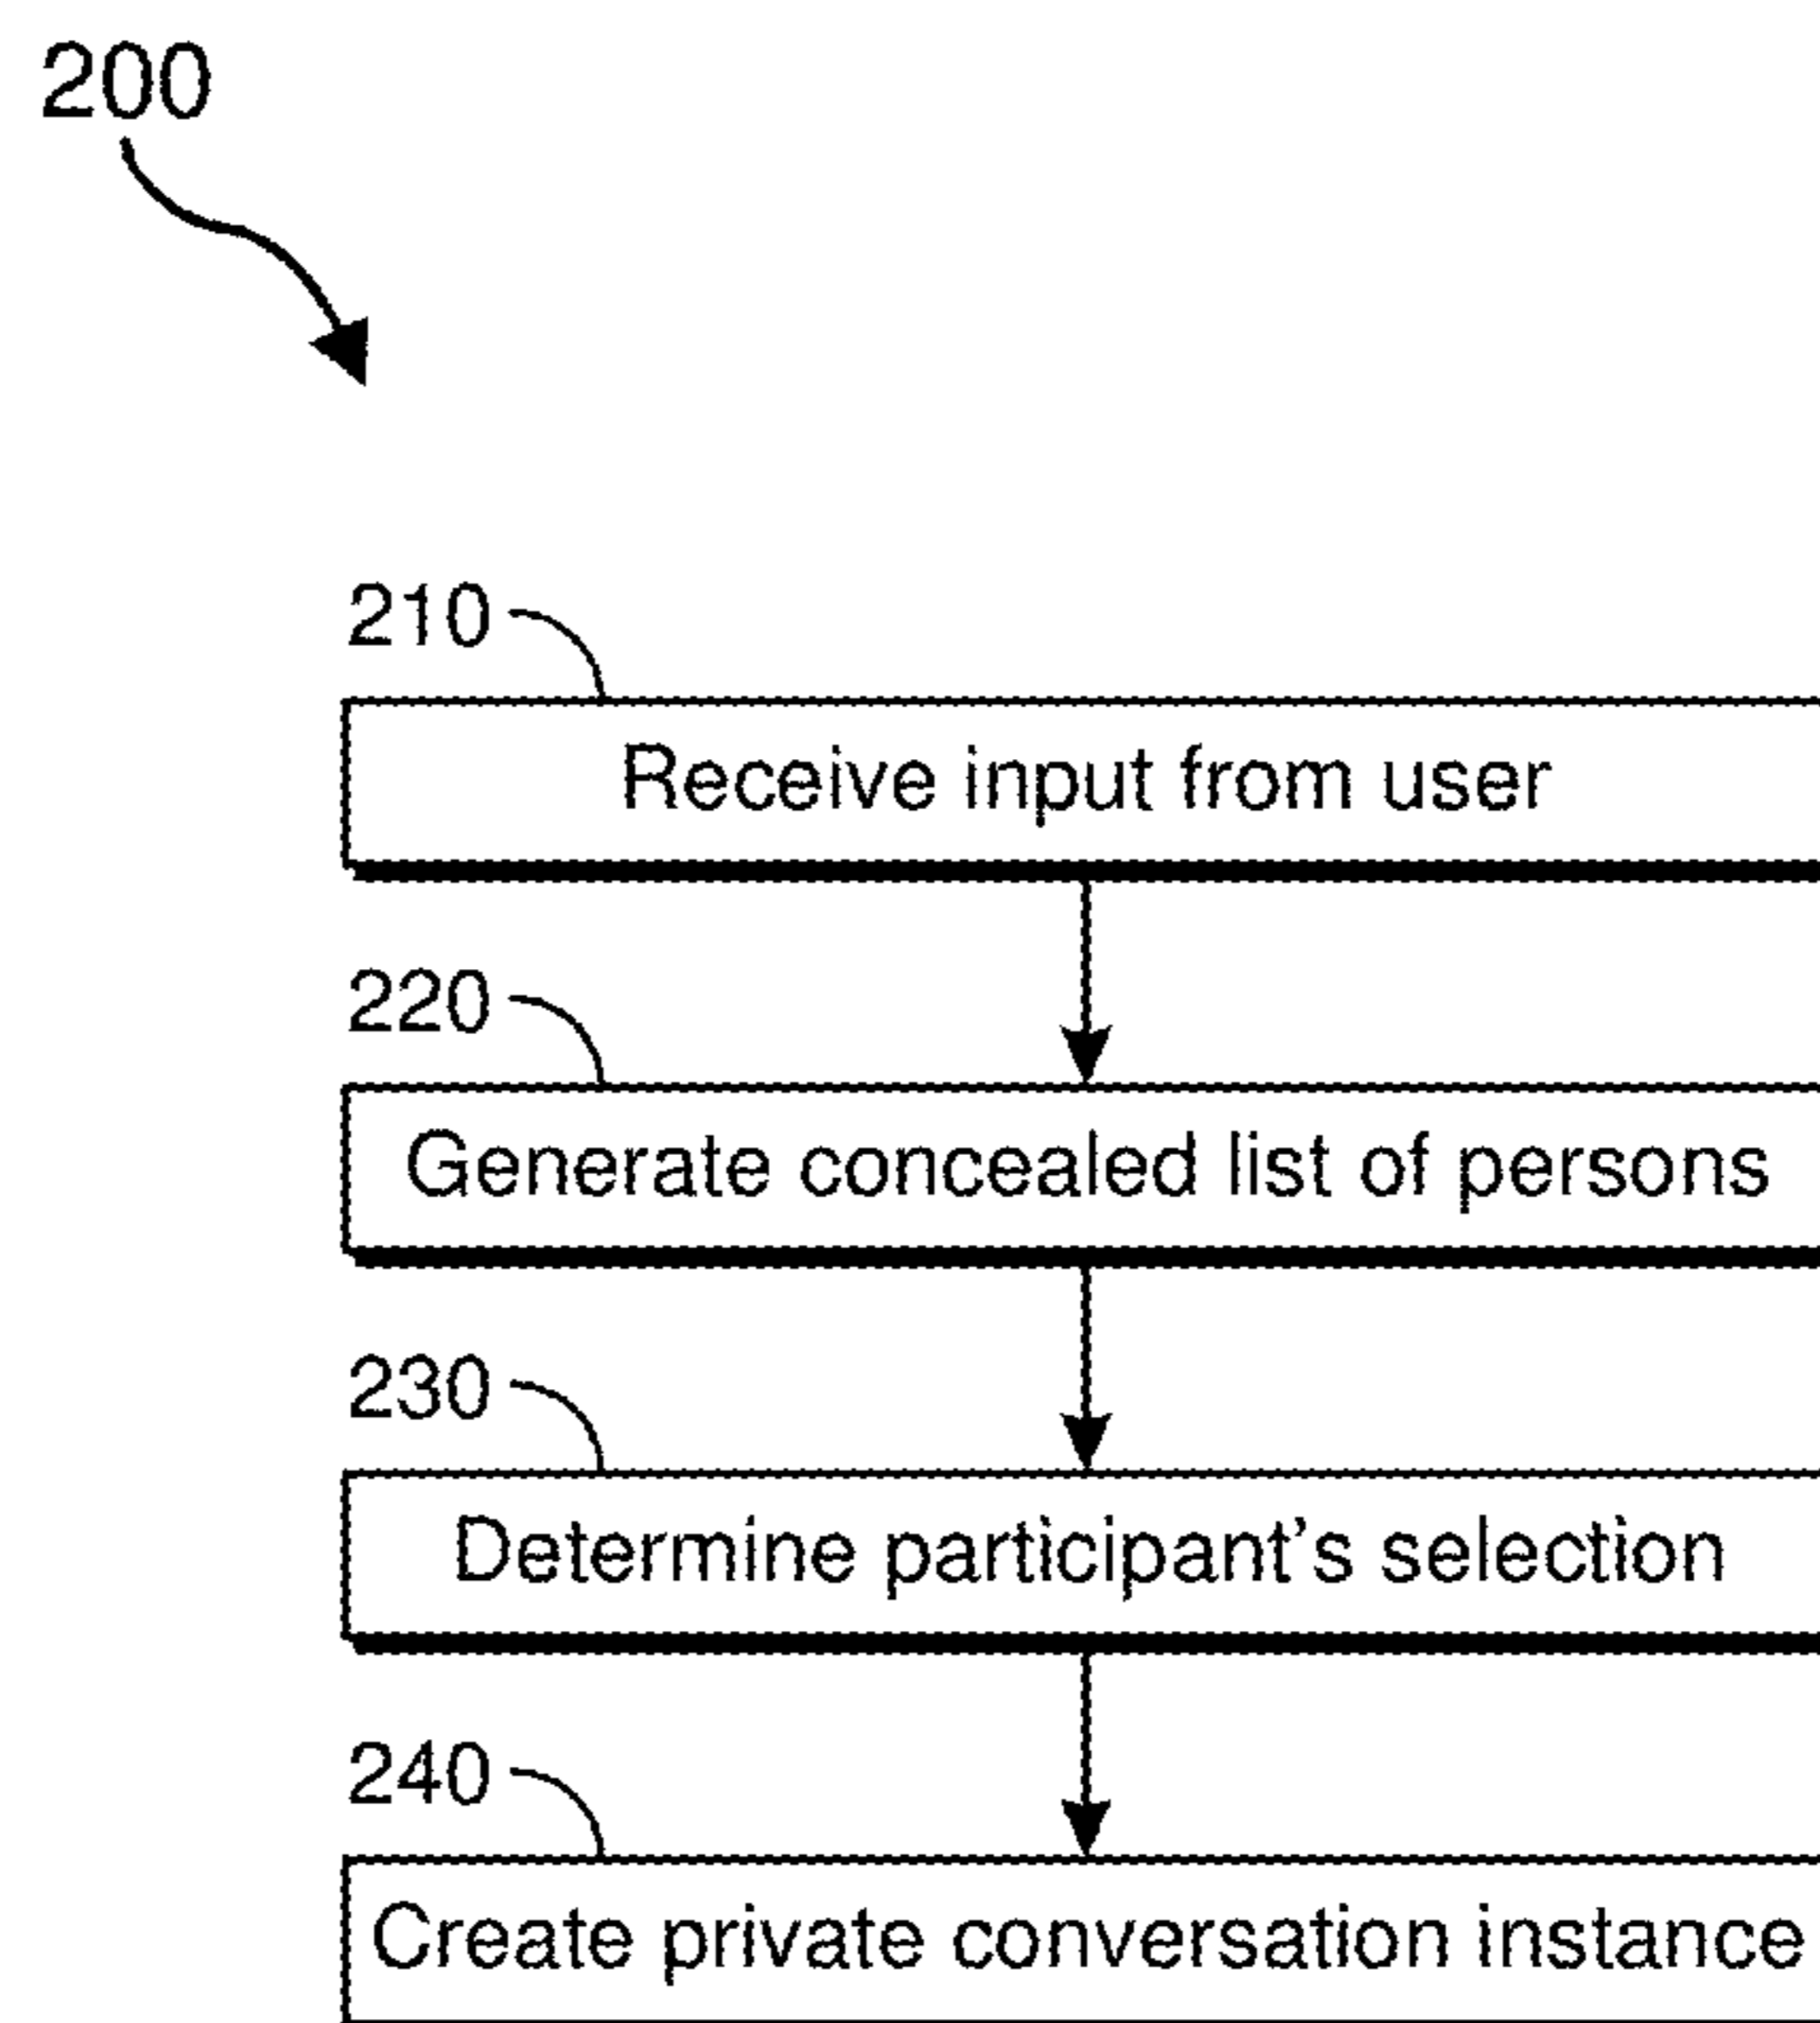 200
210
Receive input from user
220
Generate concealed list of persons
230
Determine participant’s selection
240
Create private conversation instance